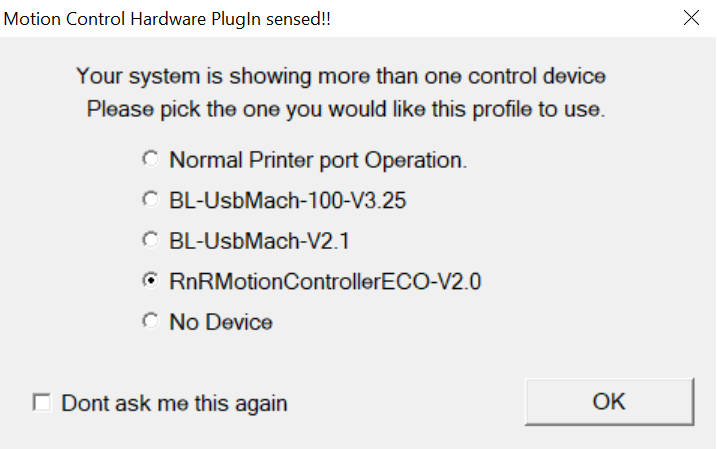 Motion Control Hardware PlugIn sensed!!
Your system is showing more than one control device
Please pick the one you would like this profile to use.
Normal Printer port Operation.
BL-UsbMach-100-V3.25
BL-UsbMach-V2.1
RnRMotionControllerECO-V2.0
No Device
Dont ask me this again
OK